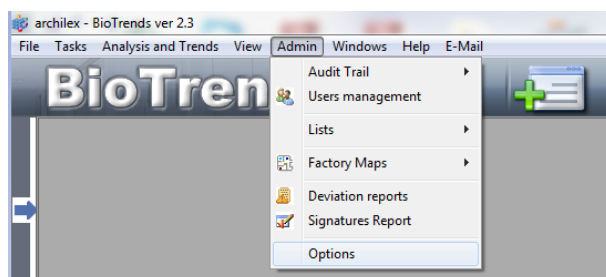 archilex - BioTrends ver 2.3
File Tasks Analysis and Trends View Admin Windows Help E-Mail
BioTren
Audit Trail
Users management
Lists
Factory Maps
Deviation reports
Signatures Report
Options